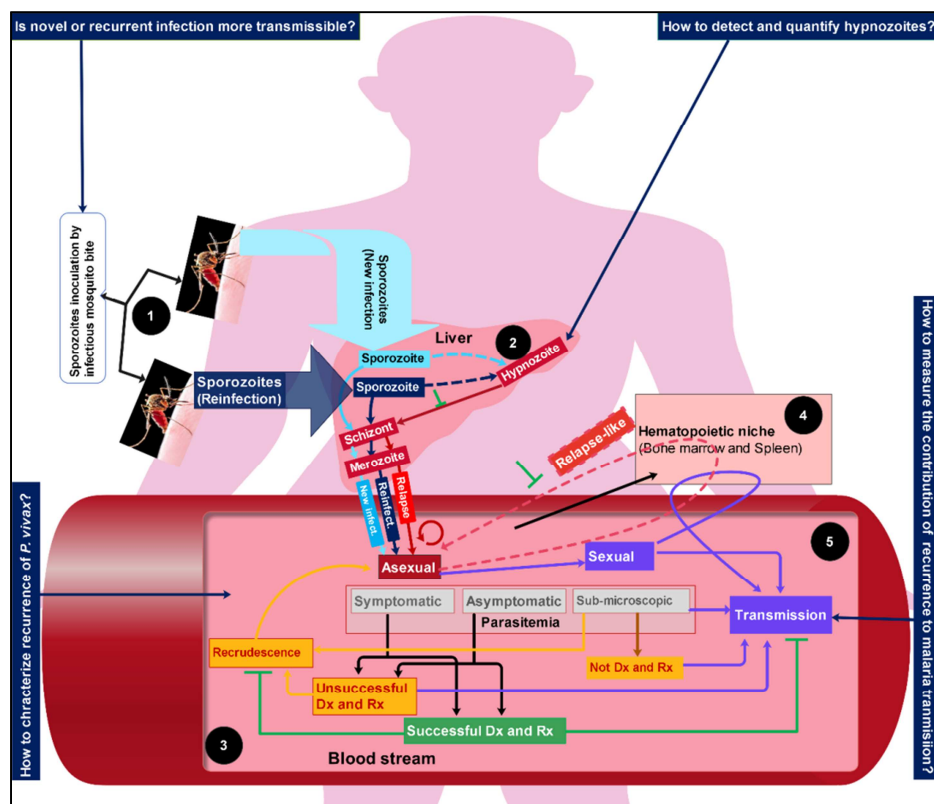 Is novel or recurrent infection more transmissible?
How to detect and quantify hypnozoites?
Sporozoites inoculation by
infectious mosquito bite
1
Sporozoites
(New infection)
Liver
2
Sporozoite
Hypnozoite
Sporozoites
(Reinfection)
Sporozoite
Schizont
Merozoite
New infect.
Reinfect.
Relapse
Relapse-like
4
Hematopoietic niche
(Bone marrow and Spleen)
How to chracterize recurrence of P. vivax?
How to measure the contribution of recurrence to malaria tranmisiion?
5
Asexual
Sexual
Symptomatic
Asymptomatic
Sub-microscopic
Parasitemia
Transmission
Recrudescence
Not Dx and Rx
Unsuccessful
Dx and Rx
Successful Dx and Rx
3
Blood stream